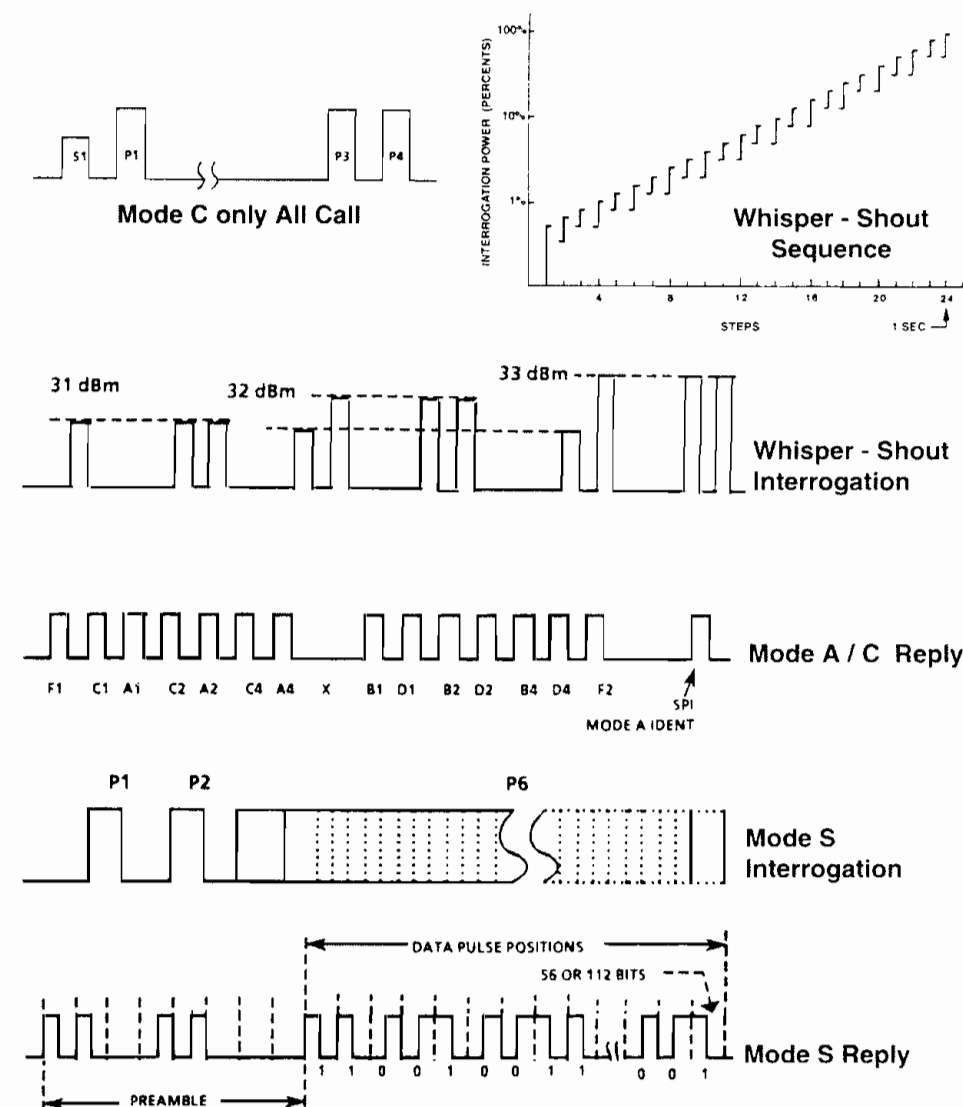 100%
10%
1%
INTERROGATION POWER (PERCENTS)
S1 P1 P3 P4
Mode C only All Call
Whisper - Shout
Sequence
4 8 12 16 20 24
STEPS
1 SEC
31 dBm
32 dBm
33 dBm
Whisper - Shout
Interrogation
Mode A / C Reply
F1 C1 A1 C2 A2 C4 A4 X B1 D1 B2 D2 B4 D4 F2
SPI
MODE A IDENT
P1 P2 P6
Mode S
Interrogation
DATA PULSE POSITIONS
56 OR 112 BITS
Mode S Reply
1 1 0 0 1 0 0 1 1 0 0 1
PREAMBLE